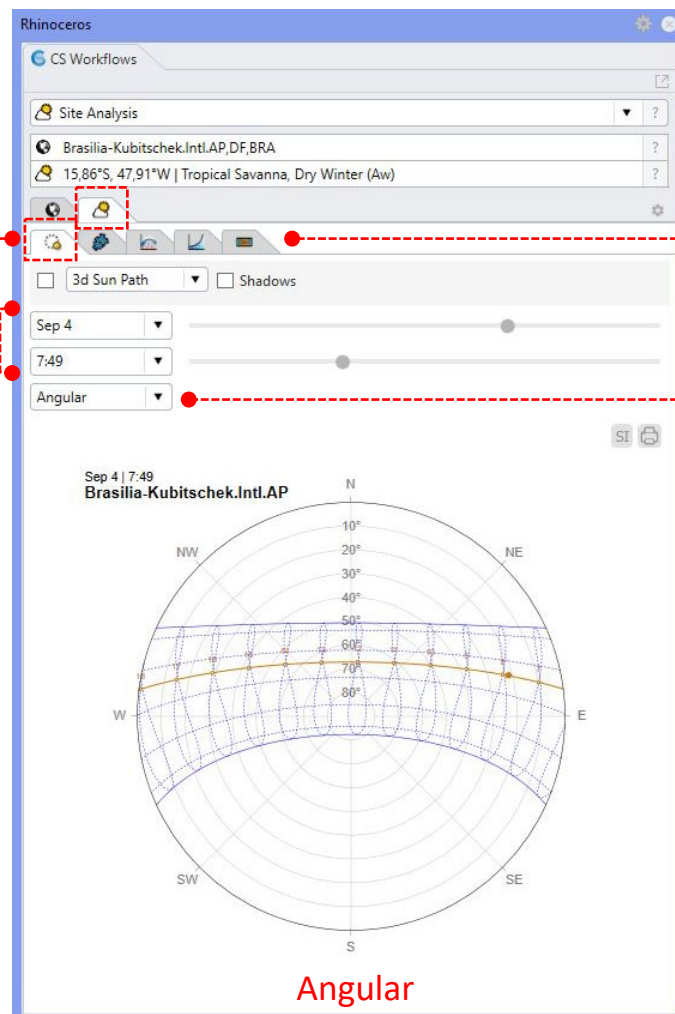 Rhinoceros
CS Workflows
Site Analysis
?
Brasilia-Kubitschek.Intl.AP,DF,BRA
?
15,86°S, 47,91°W | Tropical Savanna, Dry Winter (Aw)
?
3d Sun Path
Shadows
Sep 4
7:49
Angular
SI
Sep 4 | 7:49
Brasilia-Kubitschek.Intl.AP
N
10°
NW
20°
NE
30°
40°
50°
60°
70°
80°
W
E
SW
SE
S
Angular